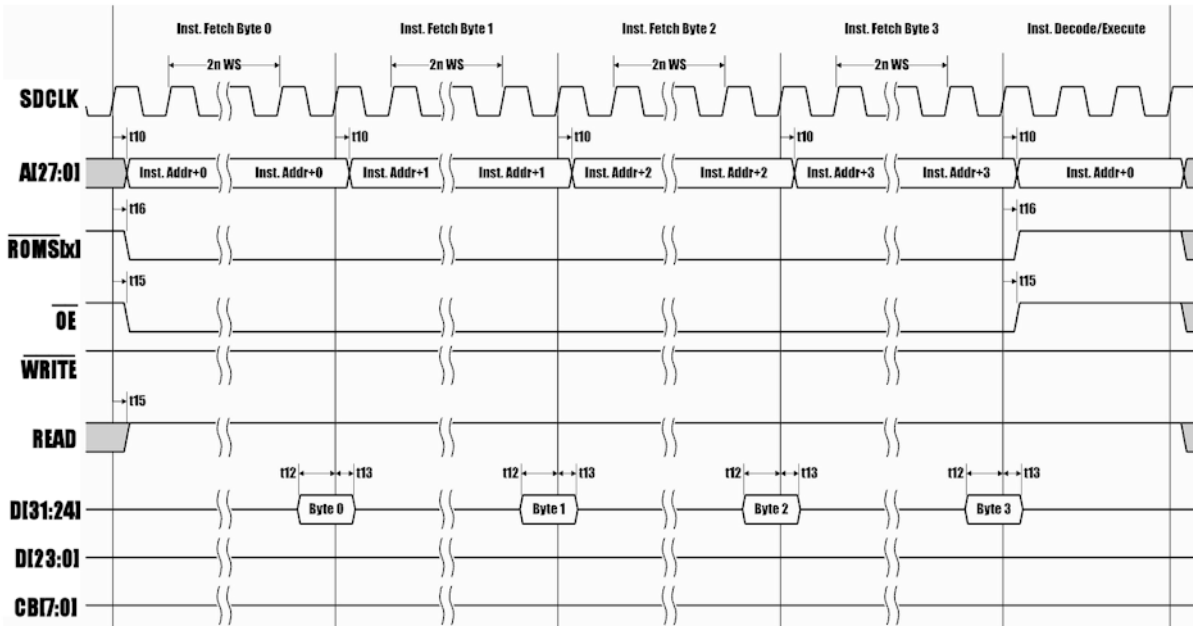 Inst. Fetch Byte 0 Inst. Fetch Byte 1 Inst. Fetch Byte 2 Inst. Fetch Byte 3 Inst. Decode/Execute
2n WS 2n WS 2n WS 2n WS
SDCLK
t10 t10 t10 t10 t10
A[27:0] Inst. Addr+0 Inst. Addr+0 Inst. Addr+1 Inst. Addr+1 Inst. Addr+2 Inst. Addr+2 Inst. Addr+3 Inst. Addr+3 Inst. Addr+0
t16 t16
ROMS[x]
t15 t15
OE
WRITE
t15
READ
t12 t13 t12 t13 t12 t13 t12 t13
D[31:24] Byte 0 Byte 1 Byte 2 Byte 3
D[23:0]
CB[7:0]